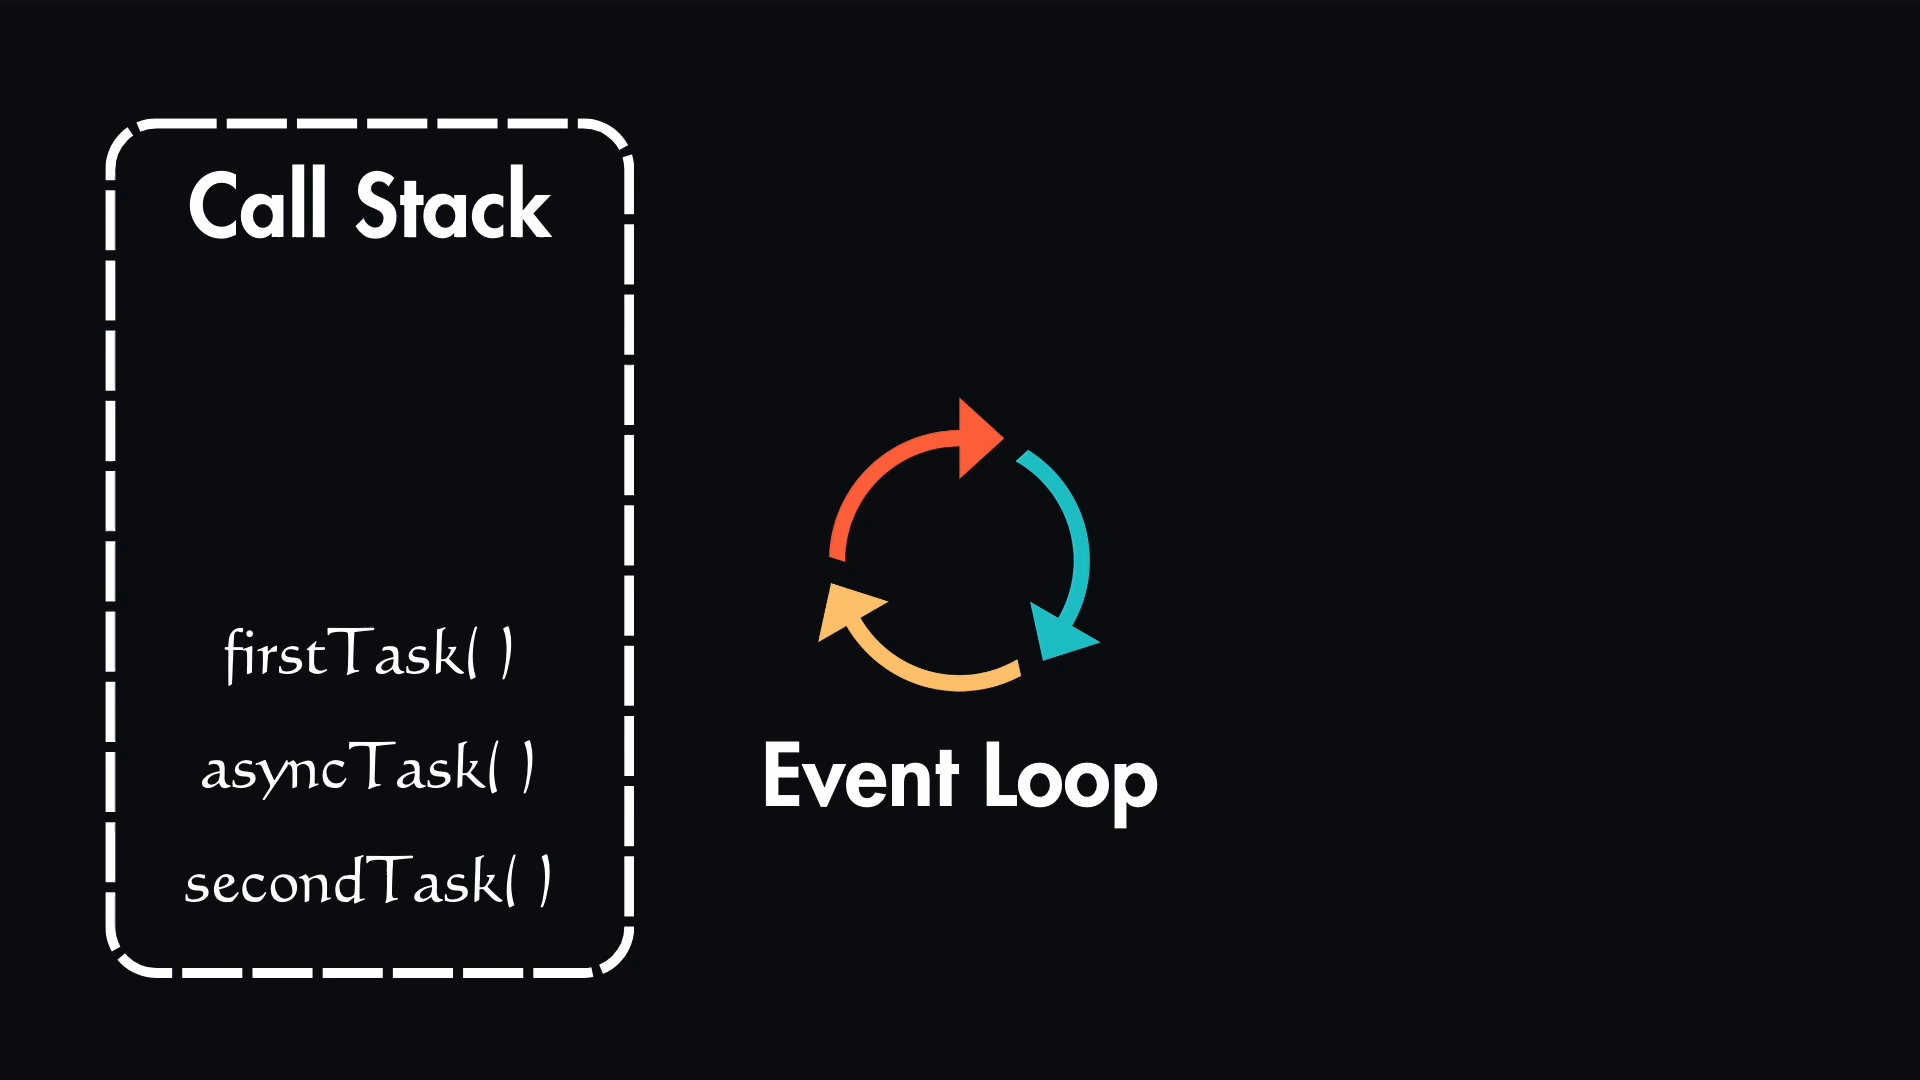 Call Stack
firstTask( )
asyncTask( )
secondTask( )
Event Loop